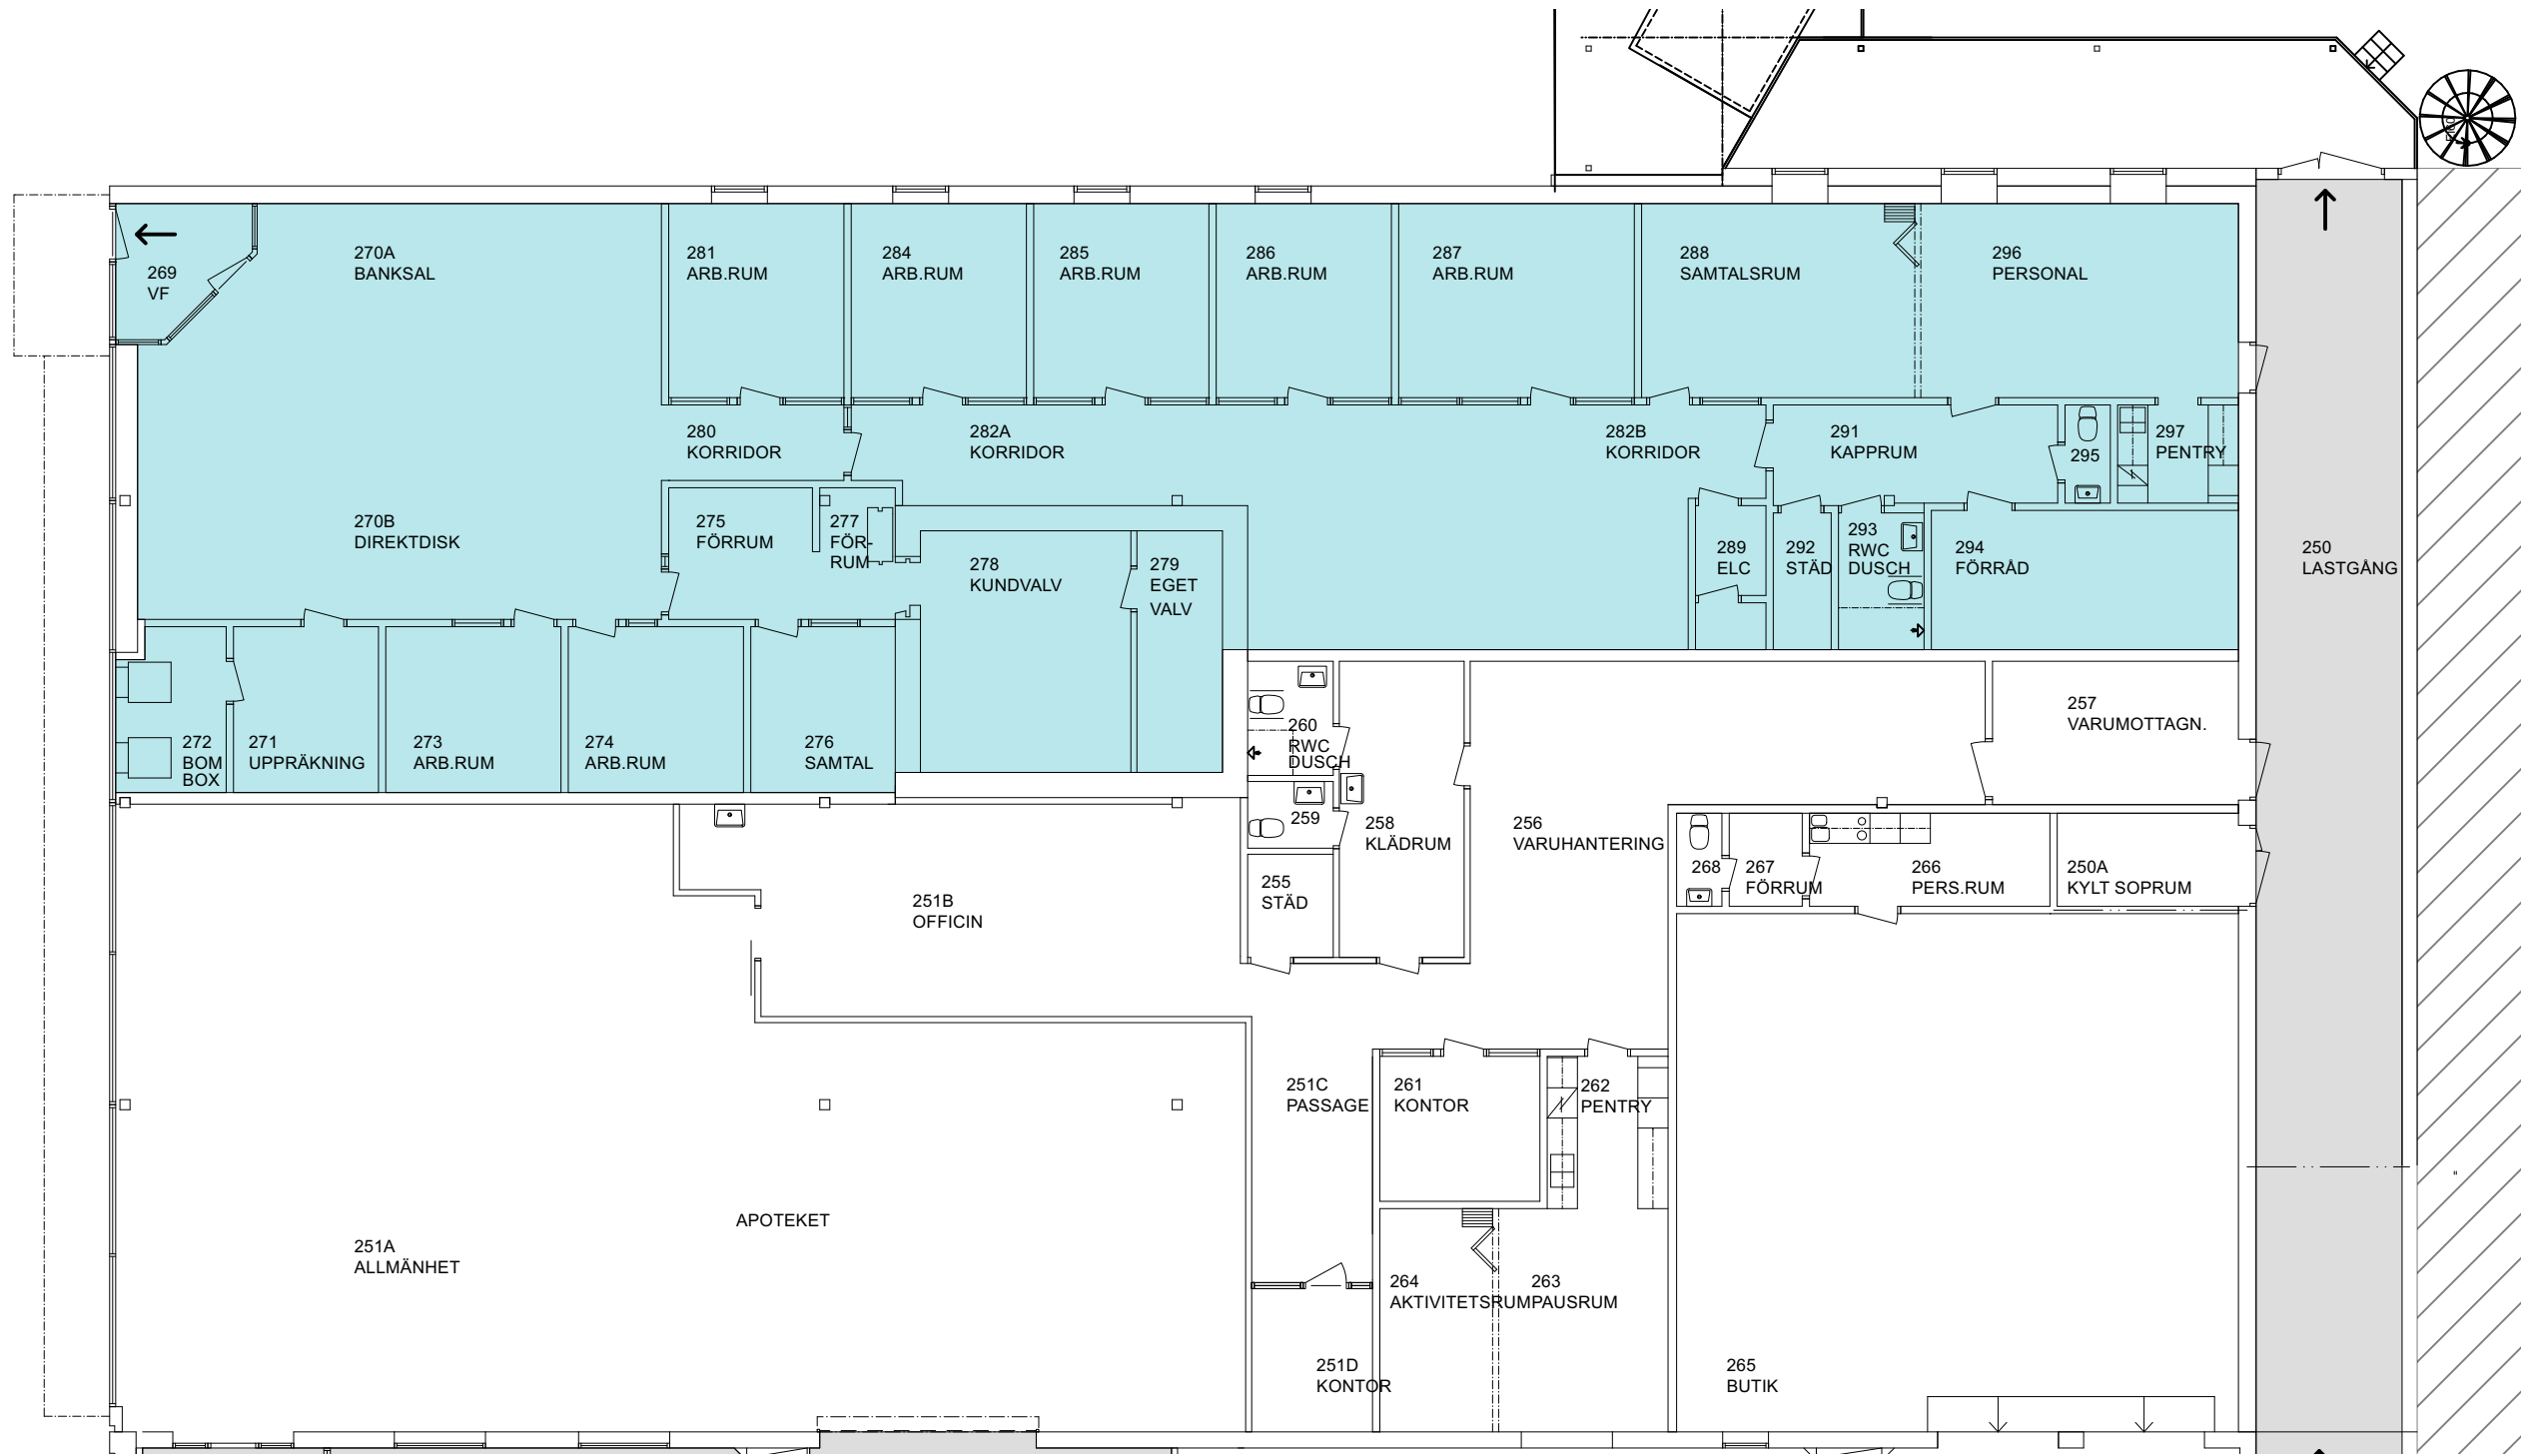 269
VF
270A
BANKSAL
281
ARB.RUM
284
ARB.RUM
285
ARB.RUM
286
ARB.RUM
287
ARB.RUM
288
SAMTALSRUM
296
PERSONAL
280
KORRIDOR
282A
KORRIDOR
282B
KORRIDOR
291
KAPPRUM
295
297
PENTRY
270B
DIREKTDISK
275
FÖRRUM
277
FÖR-
RUM
278
KUNDVALV
279
EGET
VALV
289
ELC
292
STÄD
293
RWC
DUSCH
294
FÖRRÅD
250
LASTGÅNG
272
BOM
BOX
271
UPPRÄKNING
273
ARB.RUM
274
ARB.RUM
276
SAMTAL
260
RWC
DUSCH
257
VARUMOTTAGN.
259
258
KLÄDRUM
256
VARUHANTERING
268
267
FÖRRUM
266
PERS.RUM
250A
KYLT SOPRUM
255
STÄD
251B
OFFICIN
251C
PASSAGE
261
KONTOR
262
PENTRY
APOTEKET
251A
ALLMÄNHET
264
AKTIVITETSRUM
263
PAUSRUM
251D
KONTOR
265
BUTIK